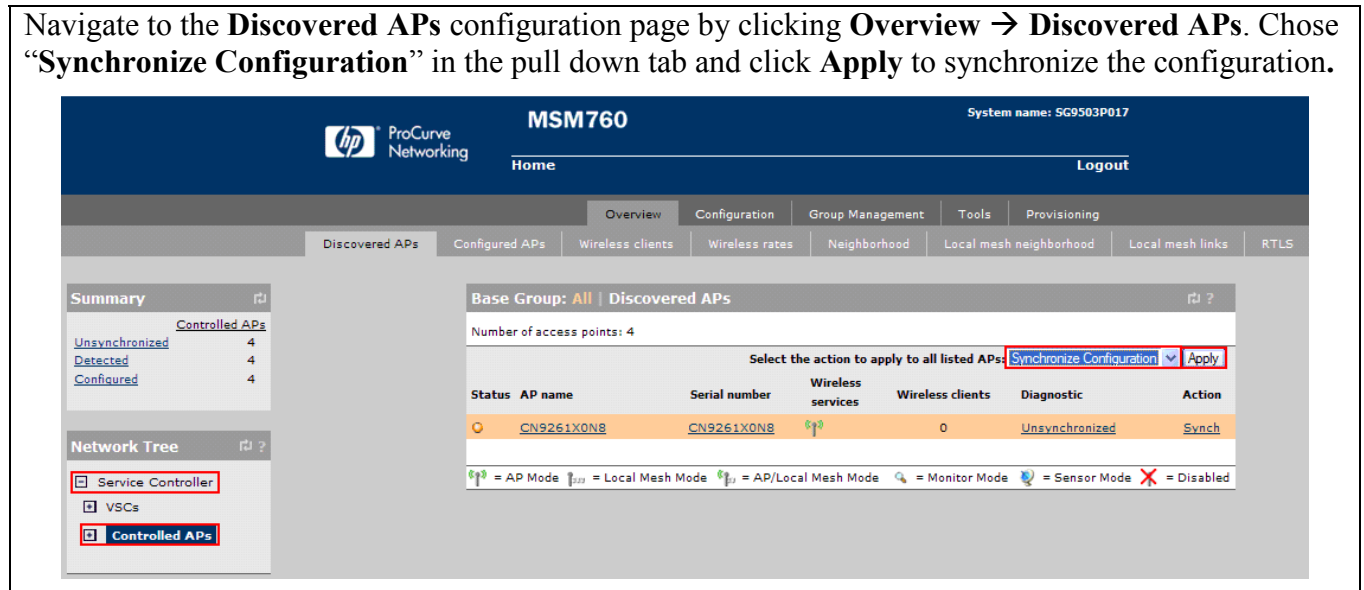 Navigate to the Discovered APs configuration page by clicking Overview → Discovered APs. Chose
“Synchronize Configuration” in the pull down tab and click Apply to synchronize the configuration.
hp ProCurve Networking
MSM760
System name: SG9503P017
Home
Logout
Overview Configuration Group Management Tools Provisioning
Discovered APs Configured APs Wireless clients Wireless rates Neighborhood Local mesh neighborhood Local mesh links RTLS
Summary
Controlled APs
Unsynchronized 4
Detected 4
Configured 4
Network Tree ?
Service Controller
VSCs
Controlled APs
Base Group: All | Discovered APs ?
Number of access points: 4
Select the action to apply to all listed APs: Synchronize Configuration Apply
Status AP name Serial number Wireless services Wireless clients Diagnostic Action
CN9261X0N8 CN9261X0N8 0 Unsynchronized Synch
= AP Mode = Local Mesh Mode = AP/Local Mesh Mode = Monitor Mode = Sensor Mode = Disabled